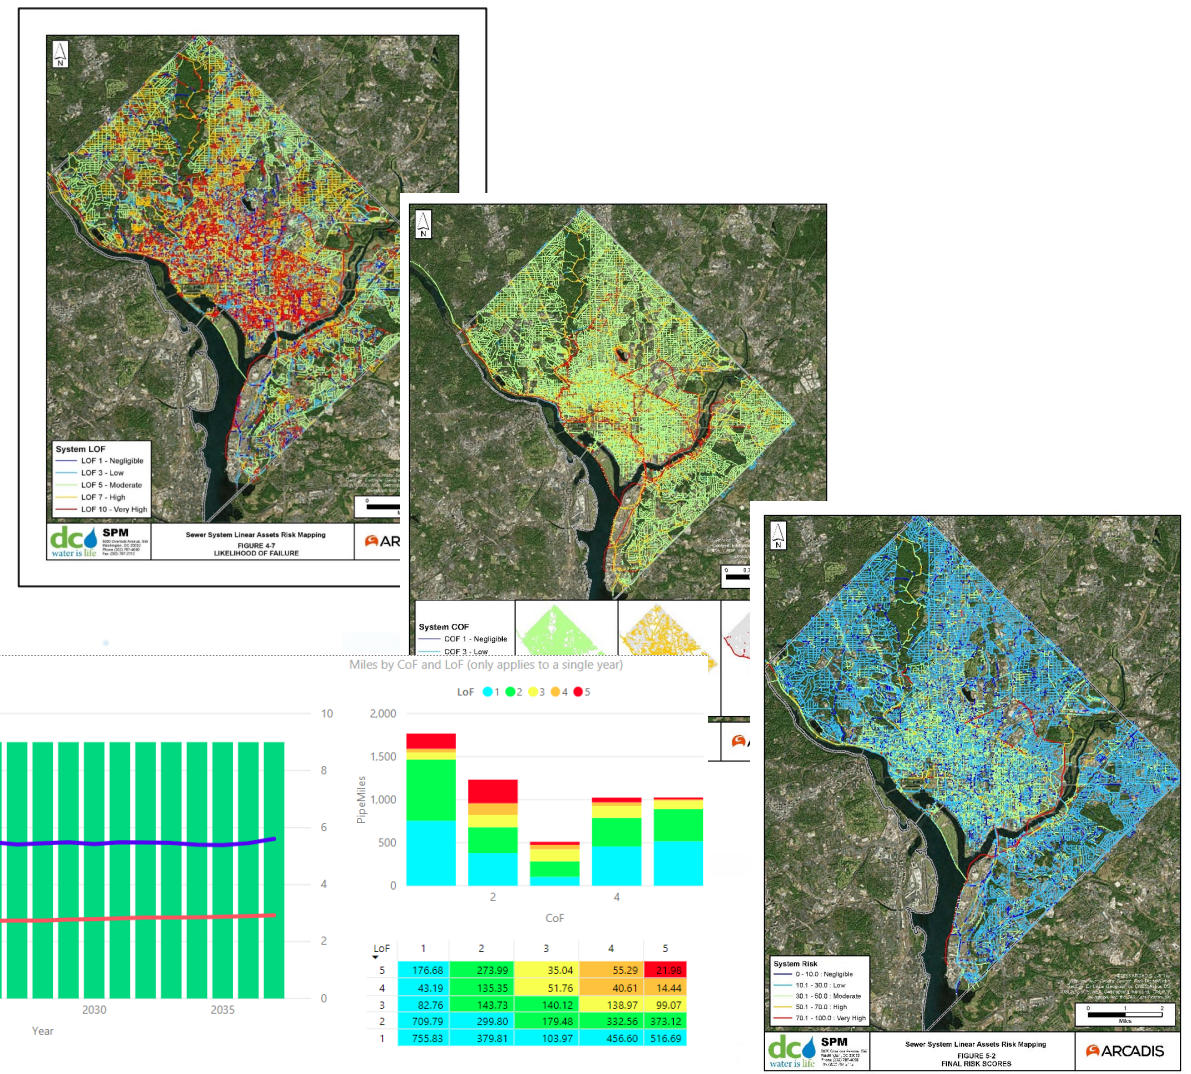 N
System LOF
LOF 1 - Negligible
LOF 3 - Low
LOF 5 - Moderate
LOF 7 - High
LOF 10 - Very High
0
dc
water is life
SPM
Sewer System Linear Assets Risk Mapping
FIGURE 4-7
LIKELIHOOD OF FAILURE
AR
N
0
System COF
COF 1 - Negligible
COF 3 - Low
N
System Risk
0 - 10.0 : Negligible
10.1 - 30.0 : Low
30.1 - 50.0 : Moderate
50.1 - 70.0 : High
70.1 - 100.0 : Very High
0 1 2
Miles
dc
water is life
SPM
Sewer System Linear Assets Risk Mapping
FIGURE 5-2
FINAL RISK SCORES
ARCADIS
10
8
6
4
2
0
2030 2035
Year
Miles by CoF and LoF (only applies to a single year)
LoF 1 2 3 4 5
2,000
1,500
1,000
500
0
PipeMiles
2 4
CoF
LoF 1 2 3 4 5
5 176.68 273.99 35.04 55.29 21.98
4 43.19 135.35 51.76 40.61 14.44
3 82.76 143.73 140.12 138.97 99.07
2 709.79 299.80 179.48 332.56 373.12
1 755.83 379.81 103.97 456.60 516.69